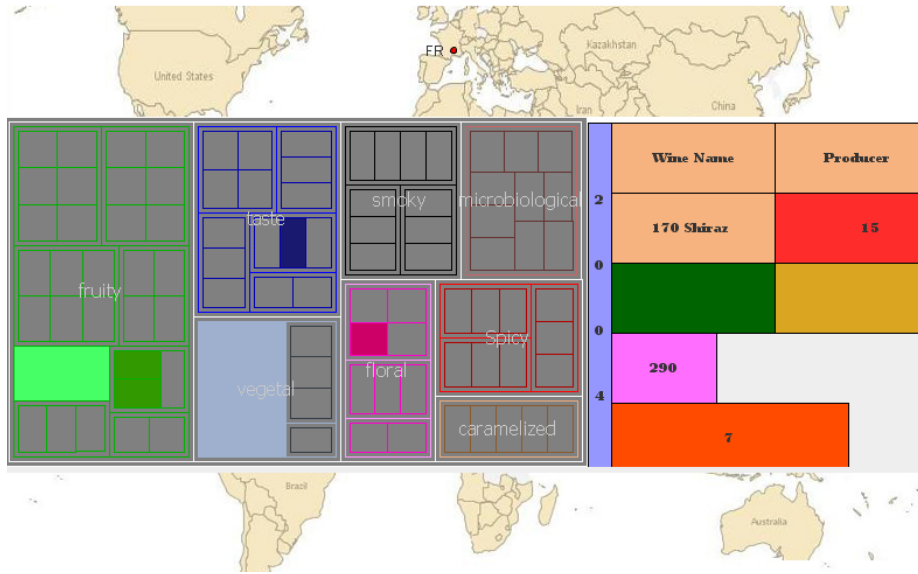 United States
FR
Kazakhstan
Iran
China
Wine Name
Producer
smoky
microbiological
taste
2
170 Shiraz
15
0
fruity
0
Spicy
floral
290
vegetal
4
caramelized
7
Brazil
Australia